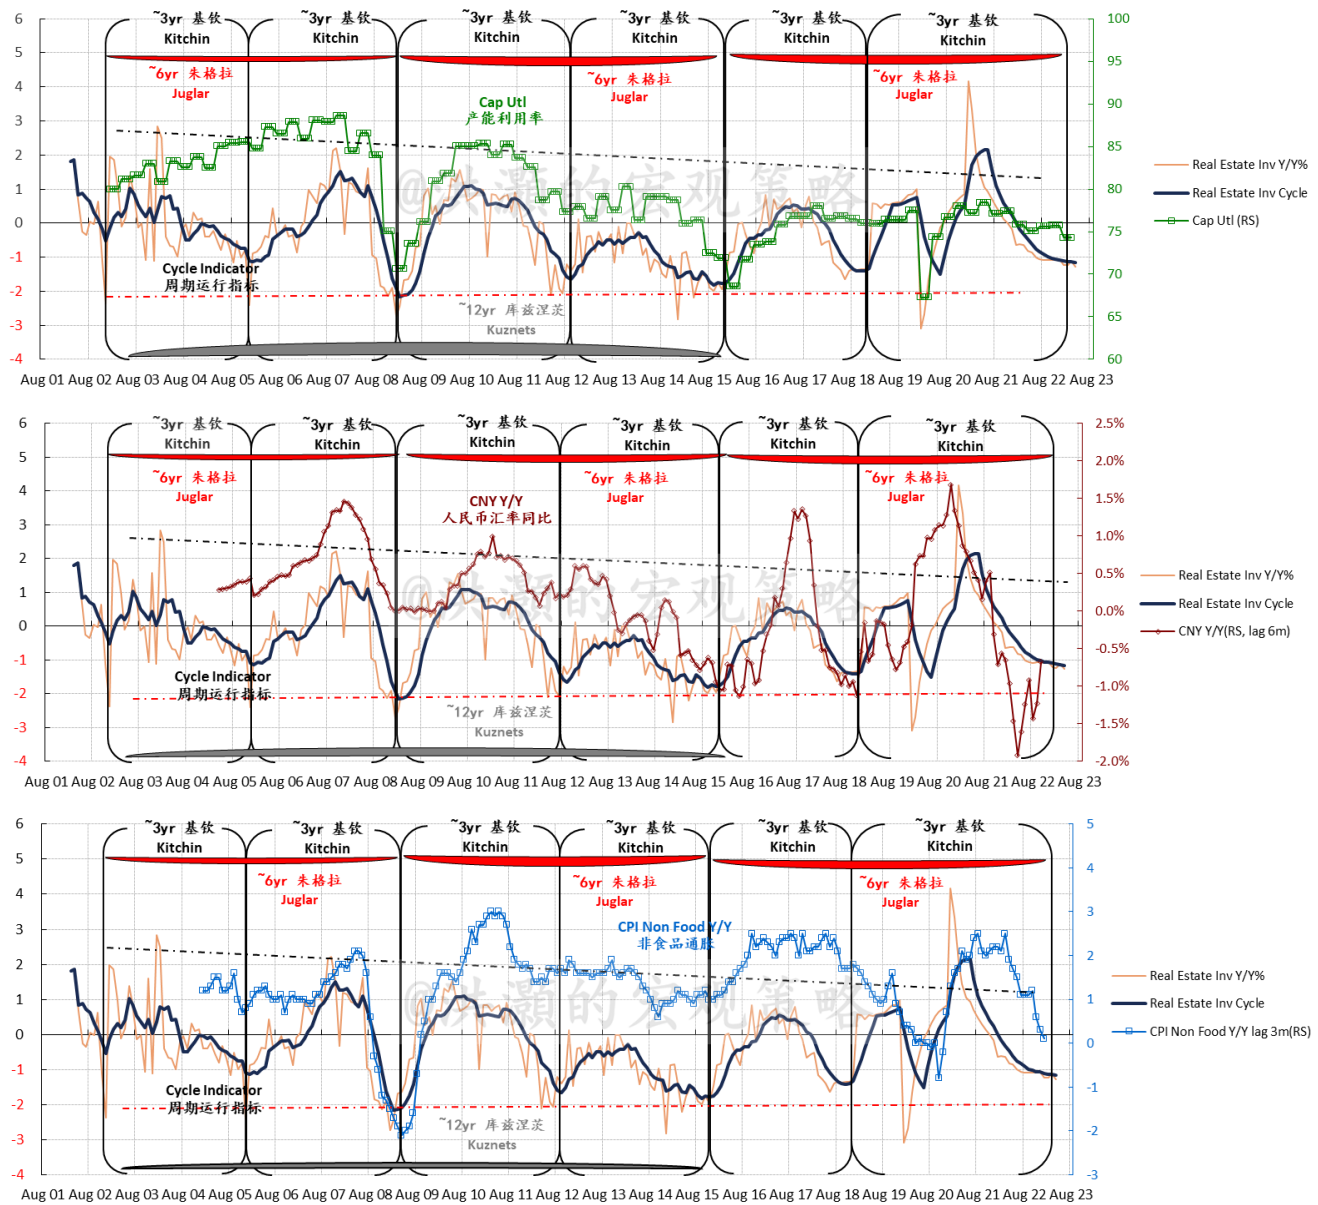 ~3yr 基钦 ~3yr 基钦 ~3yr 基钦 ~3yr 基钦 ~3yr 基钦 ~3yr 基钦
Kitchin Kitchin Kitchin Kitchin Kitchin Kitchin
~6yr 朱格拉 ~6yr 朱格拉 ~6yr 朱格拉
Juglar Juglar Juglar
Cap Utl
产能利用率
@洪灏的宏观策略
Cycle Indicator
周期运行指标
~12yr 库兹涅茨
Kuznets
6
5
4
3
2
1
0
-1
-2
-3
-4
100
95
90
85
80
75
70
65
60
Real Estate Inv Y/Y%
Real Estate Inv Cycle
Cap Utl (RS)
Aug 01 Aug 02 Aug 03 Aug 04 Aug 05 Aug 06 Aug 07 Aug 08 Aug 09 Aug 10 Aug 11 Aug 12 Aug 13 Aug 14 Aug 15 Aug 16 Aug 17 Aug 18 Aug 19 Aug 20 Aug 21 Aug 22 Aug 23
~3yr 基钦 ~3yr 基钦 ~3yr 基钦 ~3yr 基钦 ~3yr 基钦 ~3yr 基钦
Kitchin Kitchin Kitchin Kitchin Kitchin Kitchin
~6yr 朱格拉 ~6yr 朱格拉 ~6yr 朱格拉
Juglar Juglar Juglar
CNY Y/Y
人民币汇率同比
@洪灏的宏观策略
Cycle Indicator
周期运行指标
~12yr 库兹涅茨
Kuznets
6
5
4
3
2
1
0
-1
-2
-3
-4
2.5%
2.0%
1.5%
1.0%
0.5%
0.0%
-0.5%
-1.0%
-1.5%
-2.0%
Real Estate Inv Y/Y%
Real Estate Inv Cycle
CNY Y/Y(RS, lag 6m)
Aug 01 Aug 02 Aug 03 Aug 04 Aug 05 Aug 06 Aug 07 Aug 08 Aug 09 Aug 10 Aug 11 Aug 12 Aug 13 Aug 14 Aug 15 Aug 16 Aug 17 Aug 18 Aug 19 Aug 20 Aug 21 Aug 22 Aug 23
~3yr 基钦 ~3yr 基钦 ~3yr 基钦 ~3yr 基钦 ~3yr 基钦 ~3yr 基钦
Kitchin Kitchin Kitchin Kitchin Kitchin Kitchin
~6yr 朱格拉 ~6yr 朱格拉 ~6yr 朱格拉
Juglar Juglar Juglar
CPI Non Food Y/Y
非食品通胀
@洪灏的宏观策略
Cycle Indicator
周期运行指标
~12yr 库兹涅茨
Kuznets
6
5
4
3
2
1
0
-1
-2
-3
-4
5
4
3
2
1
0
-1
-2
-3
Real Estate Inv Y/Y%
Real Estate Inv Cycle
CPI Non Food Y/Y lag 3m(RS)
Aug 01 Aug 02 Aug 03 Aug 04 Aug 05 Aug 06 Aug 07 Aug 08 Aug 09 Aug 10 Aug 11 Aug 12 Aug 13 Aug 14 Aug 15 Aug 16 Aug 17 Aug 18 Aug 19 Aug 20 Aug 21 Aug 22 Aug 23